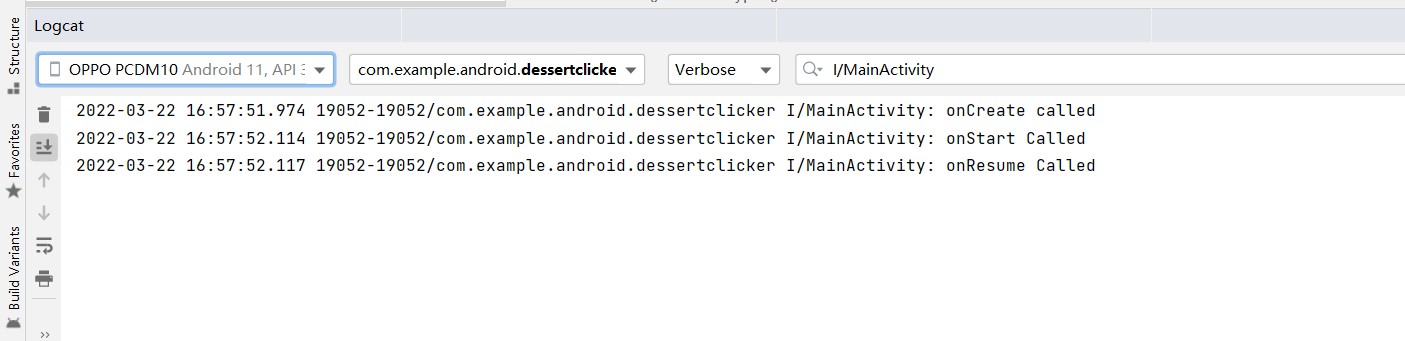 Logcat
Structure
Favorites
Build Variants
OPPO PCDM10 Android 11, API
com.example.android.dessertclicke
Verbose
I/MainActivity
2022-03-22 16:57:51.974 19052-19052/com.example.android.dessertclicker I/MainActivity: onCreate called
2022-03-22 16:57:52.114 19052-19052/com.example.android.dessertclicker I/MainActivity: onStart Called
2022-03-22 16:57:52.117 19052-19052/com.example.android.dessertclicker I/MainActivity: onResume Called